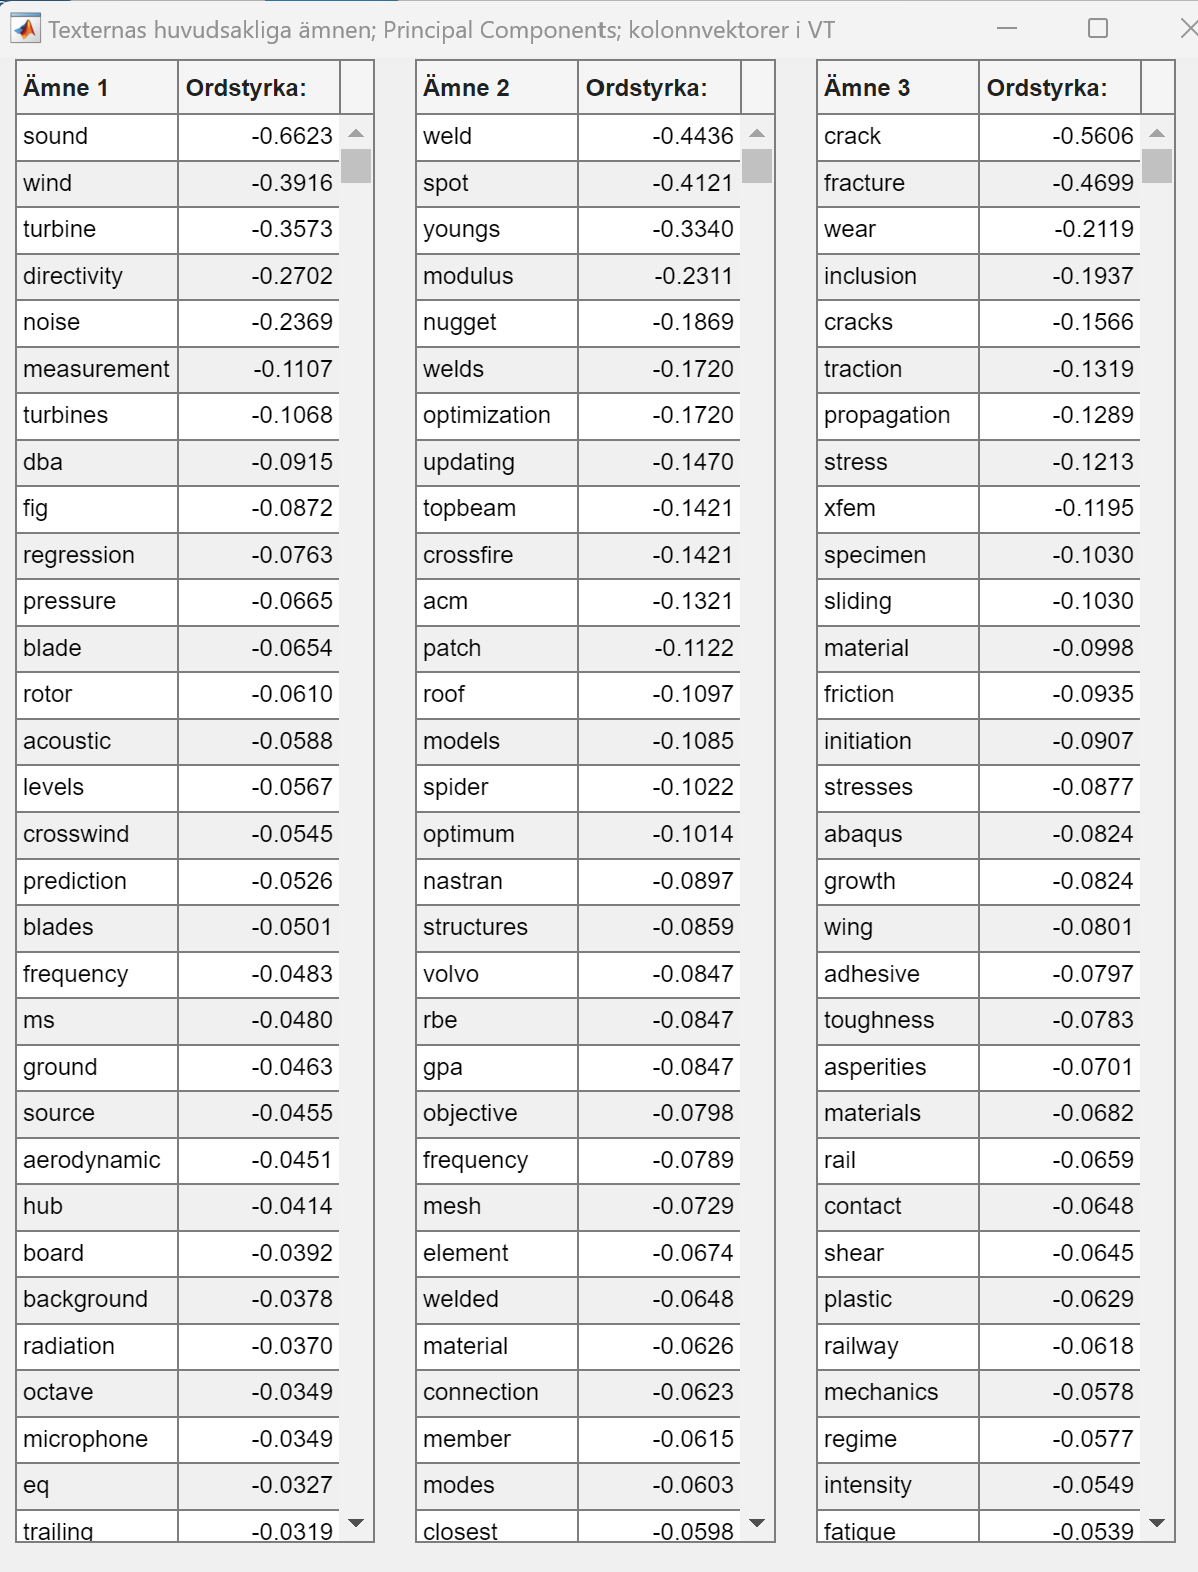 Texternas huvudsakliga ämnen; Principal Components; kolonnvektorer i VT
Ämne 1 Ordstyrka: Ämne 2 Ordstyrka: Ämne 3 Ordstyrka:
sound -0.6623 weld -0.4436 crack -0.5606
wind -0.3916 spot -0.4121 fracture -0.4699
turbine -0.3573 youngs -0.3340 wear -0.2119
directivity -0.2702 modulus -0.2311 inclusion -0.1937
noise -0.2369 nugget -0.1869 cracks -0.1566
measurement -0.1107 welds -0.1720 traction -0.1319
turbines -0.1068 optimization -0.1720 propagation -0.1289
dba -0.0915 updating -0.1470 stress -0.1213
fig -0.0872 topbeam -0.1421 xfem -0.1195
regression -0.0763 crossfire -0.1421 specimen -0.1030
pressure -0.0665 acm -0.1321 sliding -0.1030
blade -0.0654 patch -0.1122 material -0.0998
rotor -0.0610 roof -0.1097 friction -0.0935
acoustic -0.0588 models -0.1085 initiation -0.0907
levels -0.0567 spider -0.1022 stresses -0.0877
crosswind -0.0545 optimum -0.1014 abaqus -0.0824
prediction -0.0526 nastran -0.0897 growth -0.0824
blades -0.0501 structures -0.0859 wing -0.0801
frequency -0.0483 volvo -0.0847 adhesive -0.0797
ms -0.0480 rbe -0.0847 toughness -0.0783
ground -0.0463 gpa -0.0847 asperities -0.0701
source -0.0455 objective -0.0798 materials -0.0682
aerodynamic -0.0451 frequency -0.0789 rail -0.0659
hub -0.0414 mesh -0.0729 contact -0.0648
board -0.0392 element -0.0674 shear -0.0645
background -0.0378 welded -0.0648 plastic -0.0629
radiation -0.0370 material -0.0626 railway -0.0618
octave -0.0349 connection -0.0623 mechanics -0.0578
microphone -0.0349 member -0.0615 regime -0.0577
eq -0.0327 modes -0.0603 intensity -0.0549
trailing -0.0319 closest -0.0598 fatigue -0.0539